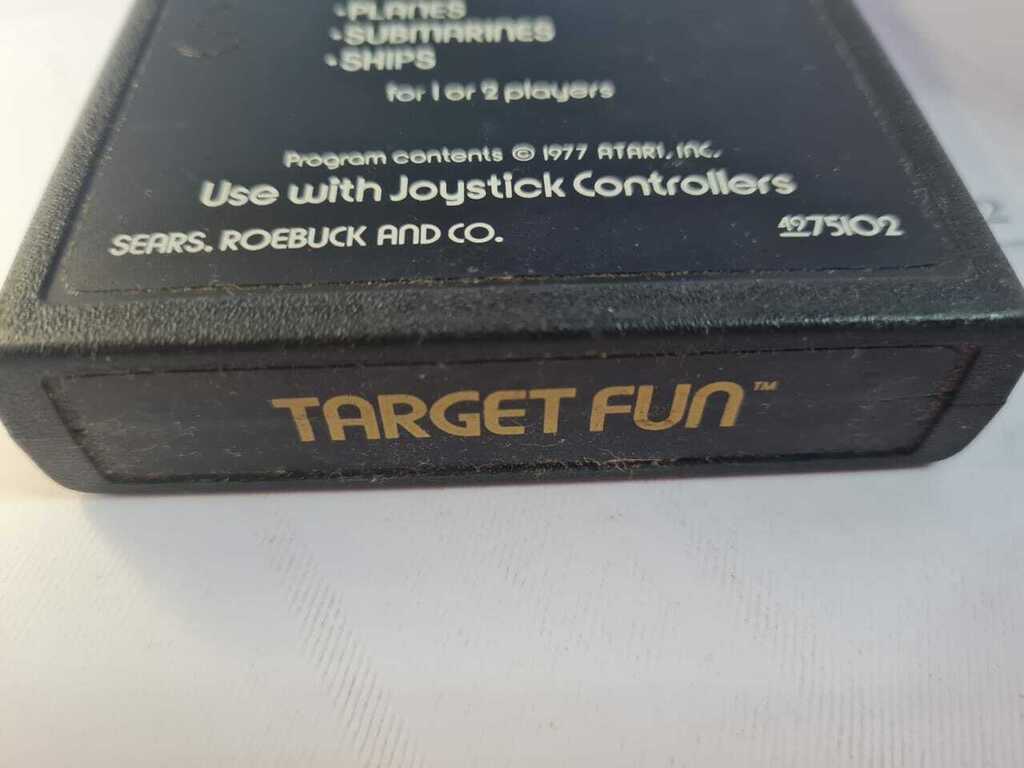 •PLANES
•SUBMARINES
•SHIPS
for 1 or 2 players
Program contents © 1977 ATARI, INC.
Use with Joystick Controllers
SEARS, ROEBUCK AND CO. 4975102
TARGET FUN™